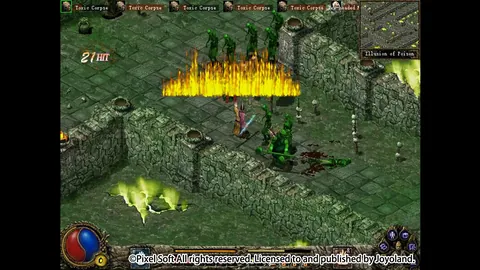 Toxic Corpse Toxic Corpse Toxic Corpse Toxic Corpse Toxic Corpse
Illusion of Poison
21 HIT
©Pixel Soft All rights reserved. Licensed to and published by Joyoland.